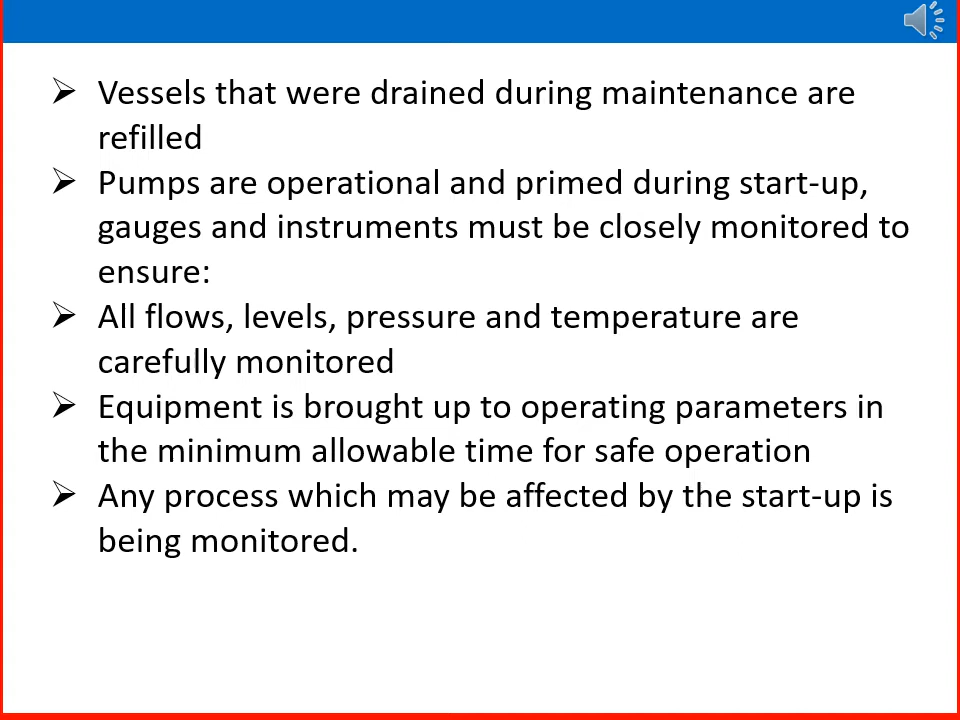 ➢ Vessels that were drained during maintenance are
refilled
➢ Pumps are operational and primed during start-up,
gauges and instruments must be closely monitored to
ensure:
➢ All flows, levels, pressure and temperature are
carefully monitored
➢ Equipment is brought up to operating parameters in
the minimum allowable time for safe operation
➢ Any process which may be affected by the start-up is
being monitored.